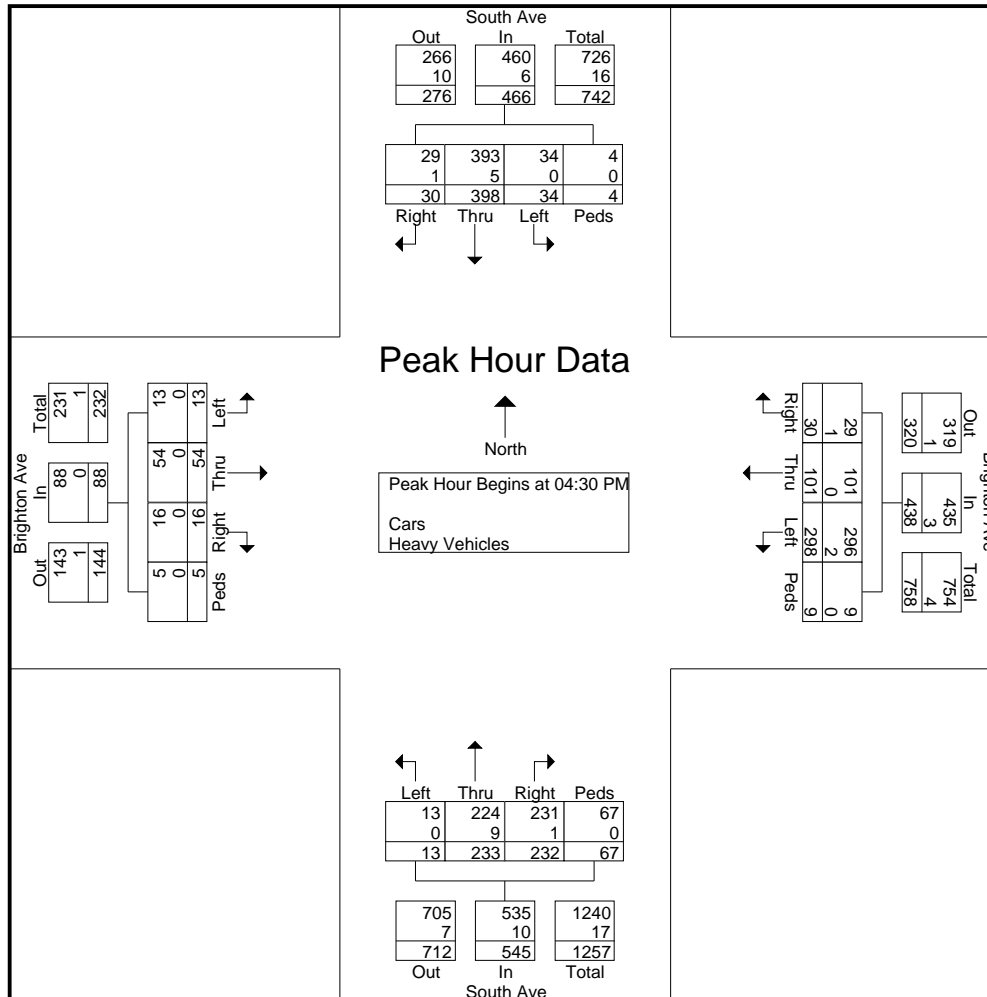 South Ave
Out In Total
266 460 726
10 6 16
276 466 742
29 393 34 4
1 5 0 0
30 398 34 4
Right Thru Left Peds
Peak Hour Data
North
Peak Hour Begins at 04:30 PM
Cars
Heavy Vehicles
Brighton Ave
Out In Total
143 88 231
1 0 1
144 88 232
Left Thru Right Peds
13 54 16 5
0 0 0 0
13 54 16 5
Brighton Ave
Out In Total
319 435 754
1 3 4
320 438 758
29 101 296 9
1 0 2 0
30 101 298 9
Right Thru Left Peds
Left Thru Right Peds
13 224 231 67
0 9 1 0
13 233 232 67
705 535 1240
7 10 17
712 545 1257
Out In Total
South Ave